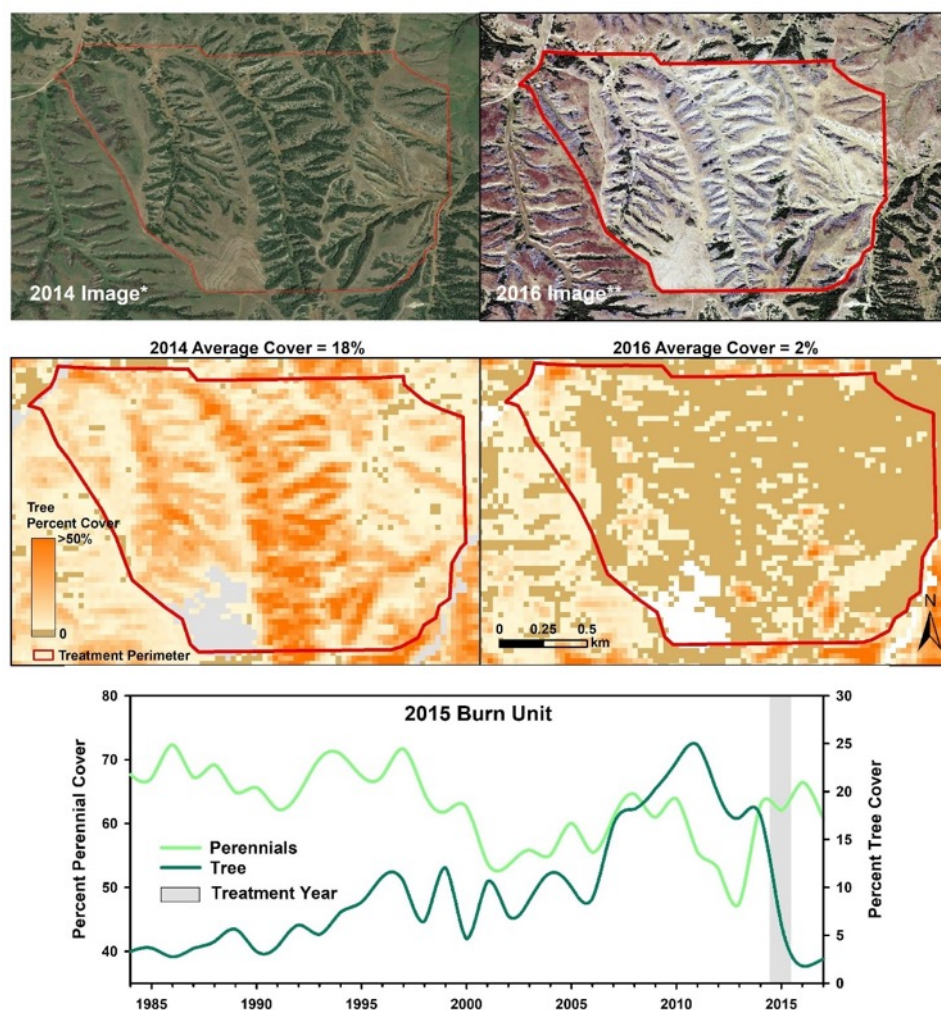 2014 Image*
2016 Image**
2014 Average Cover = 18%
2016 Average Cover = 2%
Tree
Percent Cover
>50%
0
Treatment Perimeter
0 0.25 0.5
km
N
2015 Burn Unit
Percent Perennial Cover
80
70
60
50
40
Perennials
Tree
Treatment Year
30
25
20
15
10
5
0
Percent Tree Cover
1985 1990 1995 2000 2005 2010 2015